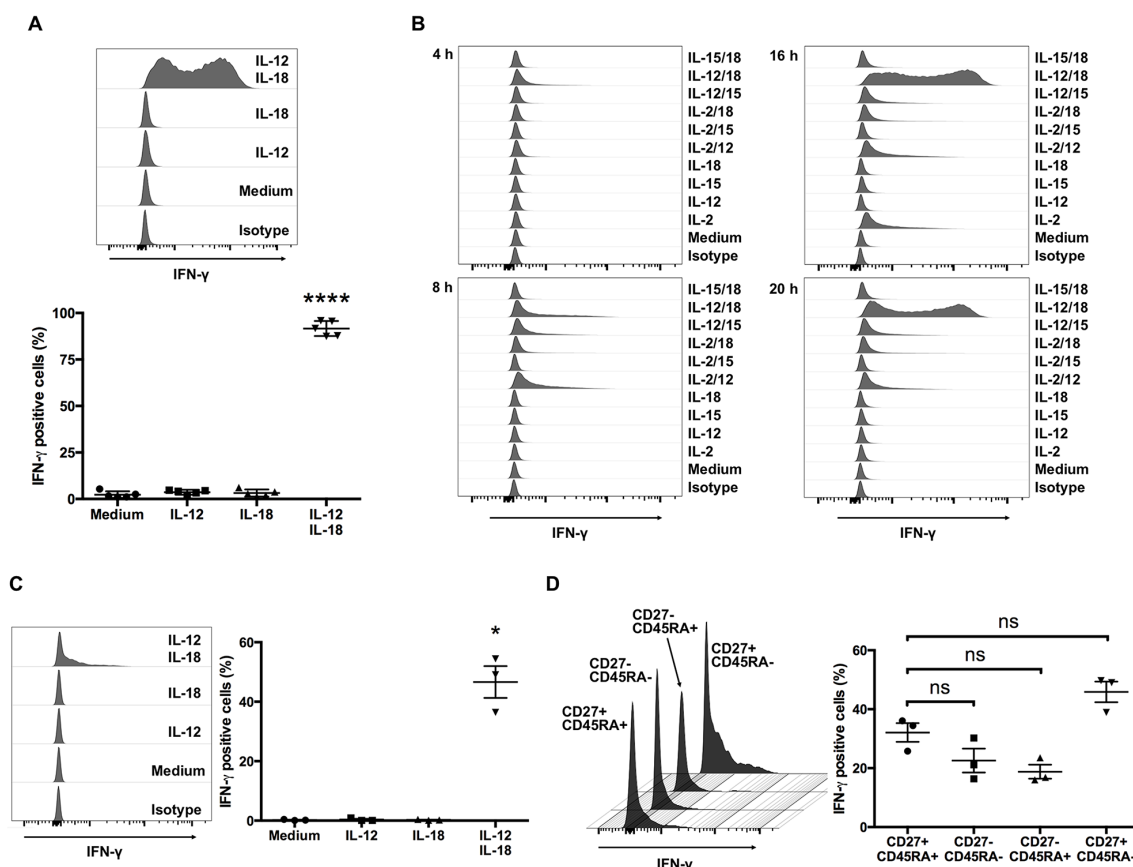 A
IL-12
IL-18
IL-18
IL-12
Medium
Isotype
IFN-γ
****
IFN-γ positive cells (%)
100
75
50
25
0
Medium
IL-12
IL-18
IL-12
IL-18
B
4 h
IL-15/18
IL-12/18
IL-12/15
IL-2/18
IL-2/15
IL-2/12
IL-18
IL-15
IL-12
IL-2
Medium
Isotype
16 h
IL-15/18
IL-12/18
IL-12/15
IL-2/18
IL-2/15
IL-2/12
IL-18
IL-15
IL-12
IL-2
Medium
Isotype
8 h
IL-15/18
IL-12/18
IL-12/15
IL-2/18
IL-2/15
IL-2/12
IL-18
IL-15
IL-12
IL-2
Medium
Isotype
IFN-γ
20 h
IL-15/18
IL-12/18
IL-12/15
IL-2/18
IL-2/15
IL-2/12
IL-18
IL-15
IL-12
IL-2
Medium
Isotype
IFN-γ
C
IL-12
IL-18
IL-18
IL-12
Medium
Isotype
IFN-γ
*
IFN-γ positive cells (%)
60
40
20
0
Medium
IL-12
IL-18
IL-12
IL-18
D
CD27-
CD45RA+
CD27+
CD45RA-
CD27-
CD45RA-
CD27+
CD45RA+
IFN-γ
ns
ns
ns
IFN-γ positive cells (%)
60
40
20
0
CD27+
CD45RA+
CD27-
CD45RA-
CD27-
CD45RA+
CD27+
CD45RA-